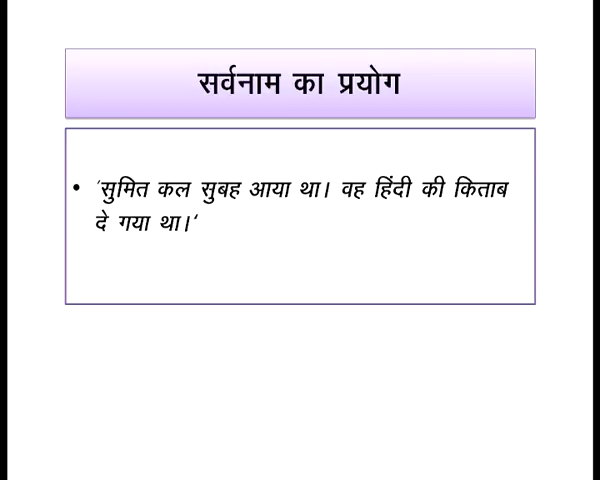 सर्वनाम का प्रयोग
• 'सुमित कल सुबह आया था। वह हिंदी की किताब
दे गया था।'